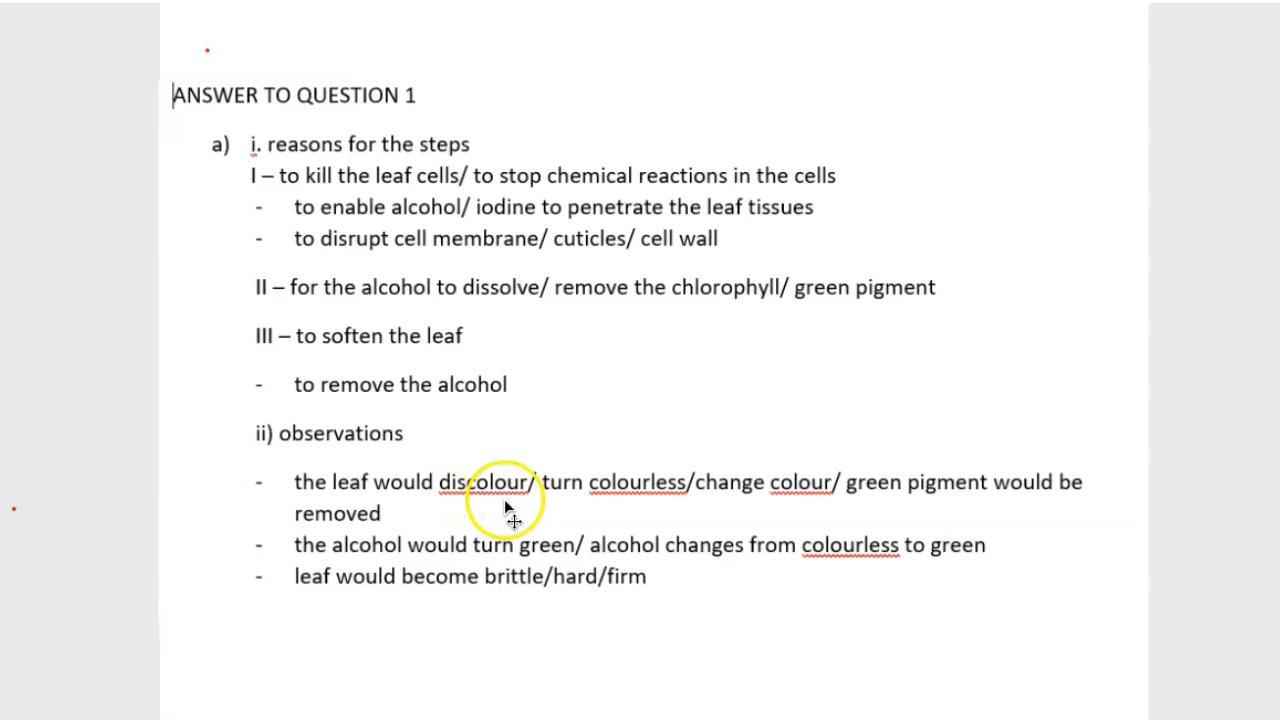 ANSWER TO QUESTION 1
a) i. reasons for the steps
I – to kill the leaf cells/ to stop chemical reactions in the cells
- to enable alcohol/ iodine to penetrate the leaf tissues
- to disrupt cell membrane/ cuticles/ cell wall
II – for the alcohol to dissolve/ remove the chlorophyll/ green pigment
III – to soften the leaf
- to remove the alcohol
ii) observations
- the leaf would discolour/ turn colourless/change colour/ green pigment would be
removed
- the alcohol would turn green/ alcohol changes from colourless to green
- leaf would become brittle/hard/firm